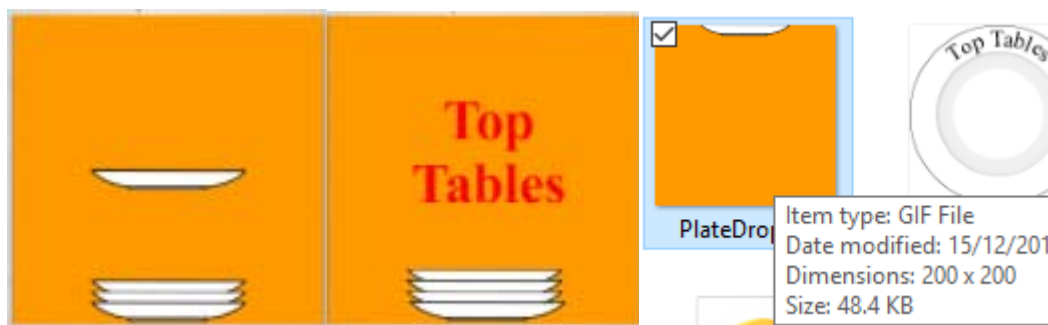 Top
Tables
Top Tables
PlateDrop
Item type: GIF File
Date modified: 15/12/201
Dimensions: 200 x 200
Size: 48.4 KB